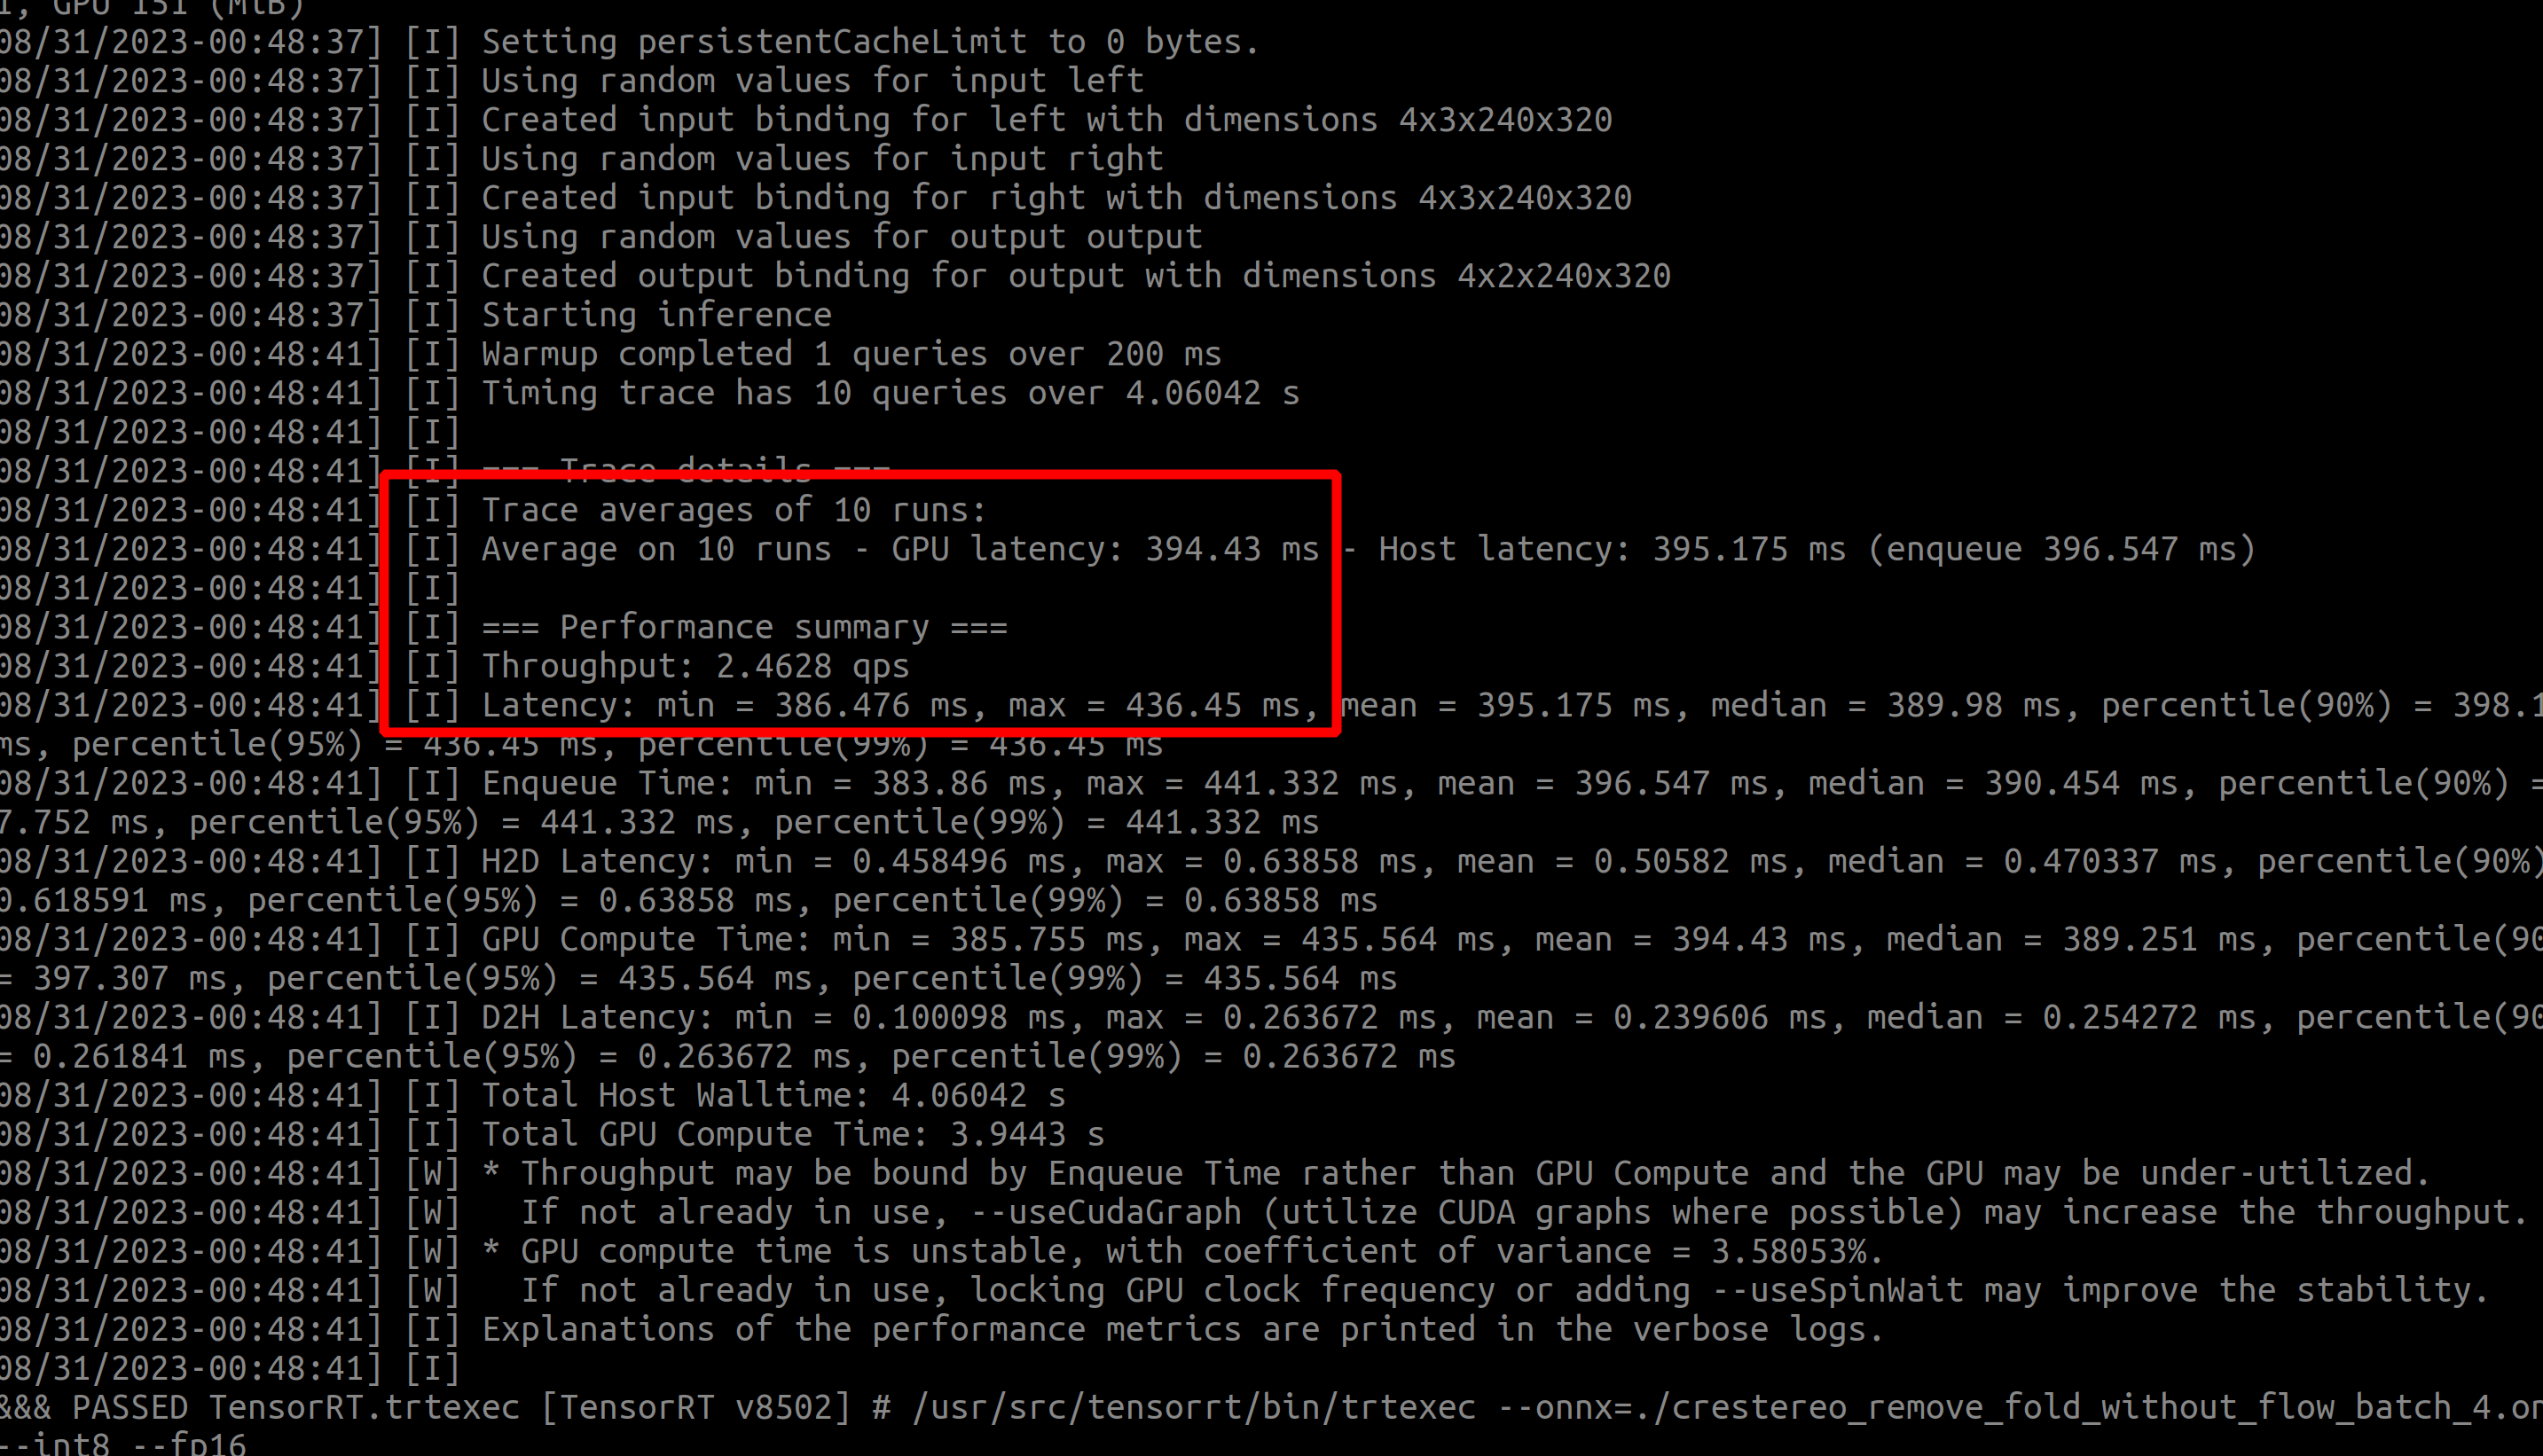 1, GPU 151 (MiB)
08/31/2023-00:48:37] [I] Setting persistentCacheLimit to 0 bytes.
08/31/2023-00:48:37] [I] Using random values for input left
08/31/2023-00:48:37] [I] Created input binding for left with dimensions 4x3x240x320
08/31/2023-00:48:37] [I] Using random values for input right
08/31/2023-00:48:37] [I] Created input binding for right with dimensions 4x3x240x320
08/31/2023-00:48:37] [I] Using random values for output output
08/31/2023-00:48:37] [I] Created output binding for output with dimensions 4x2x240x320
08/31/2023-00:48:37] [I] Starting inference
08/31/2023-00:48:41] [I] Warmup completed 1 queries over 200 ms
08/31/2023-00:48:41] [I] Timing trace has 10 queries over 4.06042 s
08/31/2023-00:48:41] [I]
08/31/2023-00:48:41] [I] === Trace details ===
08/31/2023-00:48:41] [I] Trace averages of 10 runs:
08/31/2023-00:48:41] [I] Average on 10 runs - GPU latency: 394.43 ms - Host latency: 395.175 ms (enqueue 396.547 ms)
08/31/2023-00:48:41] [I]
08/31/2023-00:48:41] [I] === Performance summary ===
08/31/2023-00:48:41] [I] Throughput: 2.4628 qps
08/31/2023-00:48:41] [I] Latency: min = 386.476 ms, max = 436.45 ms, mean = 395.175 ms, median = 389.98 ms, percentile(90%) = 398.1
ms, percentile(95%) = 436.45 ms, percentile(99%) = 436.45 ms
08/31/2023-00:48:41] [I] Enqueue Time: min = 383.86 ms, max = 441.332 ms, mean = 396.547 ms, median = 390.454 ms, percentile(90%) =
7.752 ms, percentile(95%) = 441.332 ms, percentile(99%) = 441.332 ms
08/31/2023-00:48:41] [I] H2D Latency: min = 0.458496 ms, max = 0.63858 ms, mean = 0.50582 ms, median = 0.470337 ms, percentile(90%)
0.618591 ms, percentile(95%) = 0.63858 ms, percentile(99%) = 0.63858 ms
08/31/2023-00:48:41] [I] GPU Compute Time: min = 385.755 ms, max = 435.564 ms, mean = 394.43 ms, median = 389.251 ms, percentile(90
= 397.307 ms, percentile(95%) = 435.564 ms, percentile(99%) = 435.564 ms
08/31/2023-00:48:41] [I] D2H Latency: min = 0.100098 ms, max = 0.263672 ms, mean = 0.239606 ms, median = 0.254272 ms, percentile(90
= 0.261841 ms, percentile(95%) = 0.263672 ms, percentile(99%) = 0.263672 ms
08/31/2023-00:48:41] [I] Total Host Walltime: 4.06042 s
08/31/2023-00:48:41] [I] Total GPU Compute Time: 3.9443 s
08/31/2023-00:48:41] [W] * Throughput may be bound by Enqueue Time rather than GPU Compute and the GPU may be under-utilized.
08/31/2023-00:48:41] [W]   If not already in use, --useCudaGraph (utilize CUDA graphs where possible) may increase the throughput.
08/31/2023-00:48:41] [W] * GPU compute time is unstable, with coefficient of variance = 3.58053%.
08/31/2023-00:48:41] [W]   If not already in use, locking GPU clock frequency or adding --useSpinWait may improve the stability.
08/31/2023-00:48:41] [I] Explanations of the performance metrics are printed in the verbose logs.
08/31/2023-00:48:41] [I]
&&& PASSED TensorRT.trtexec [TensorRT v8502] # /usr/src/tensorrt/bin/trtexec --onnx=./crestereo_remove_fold_without_flow_batch_4.on
--int8 --fp16